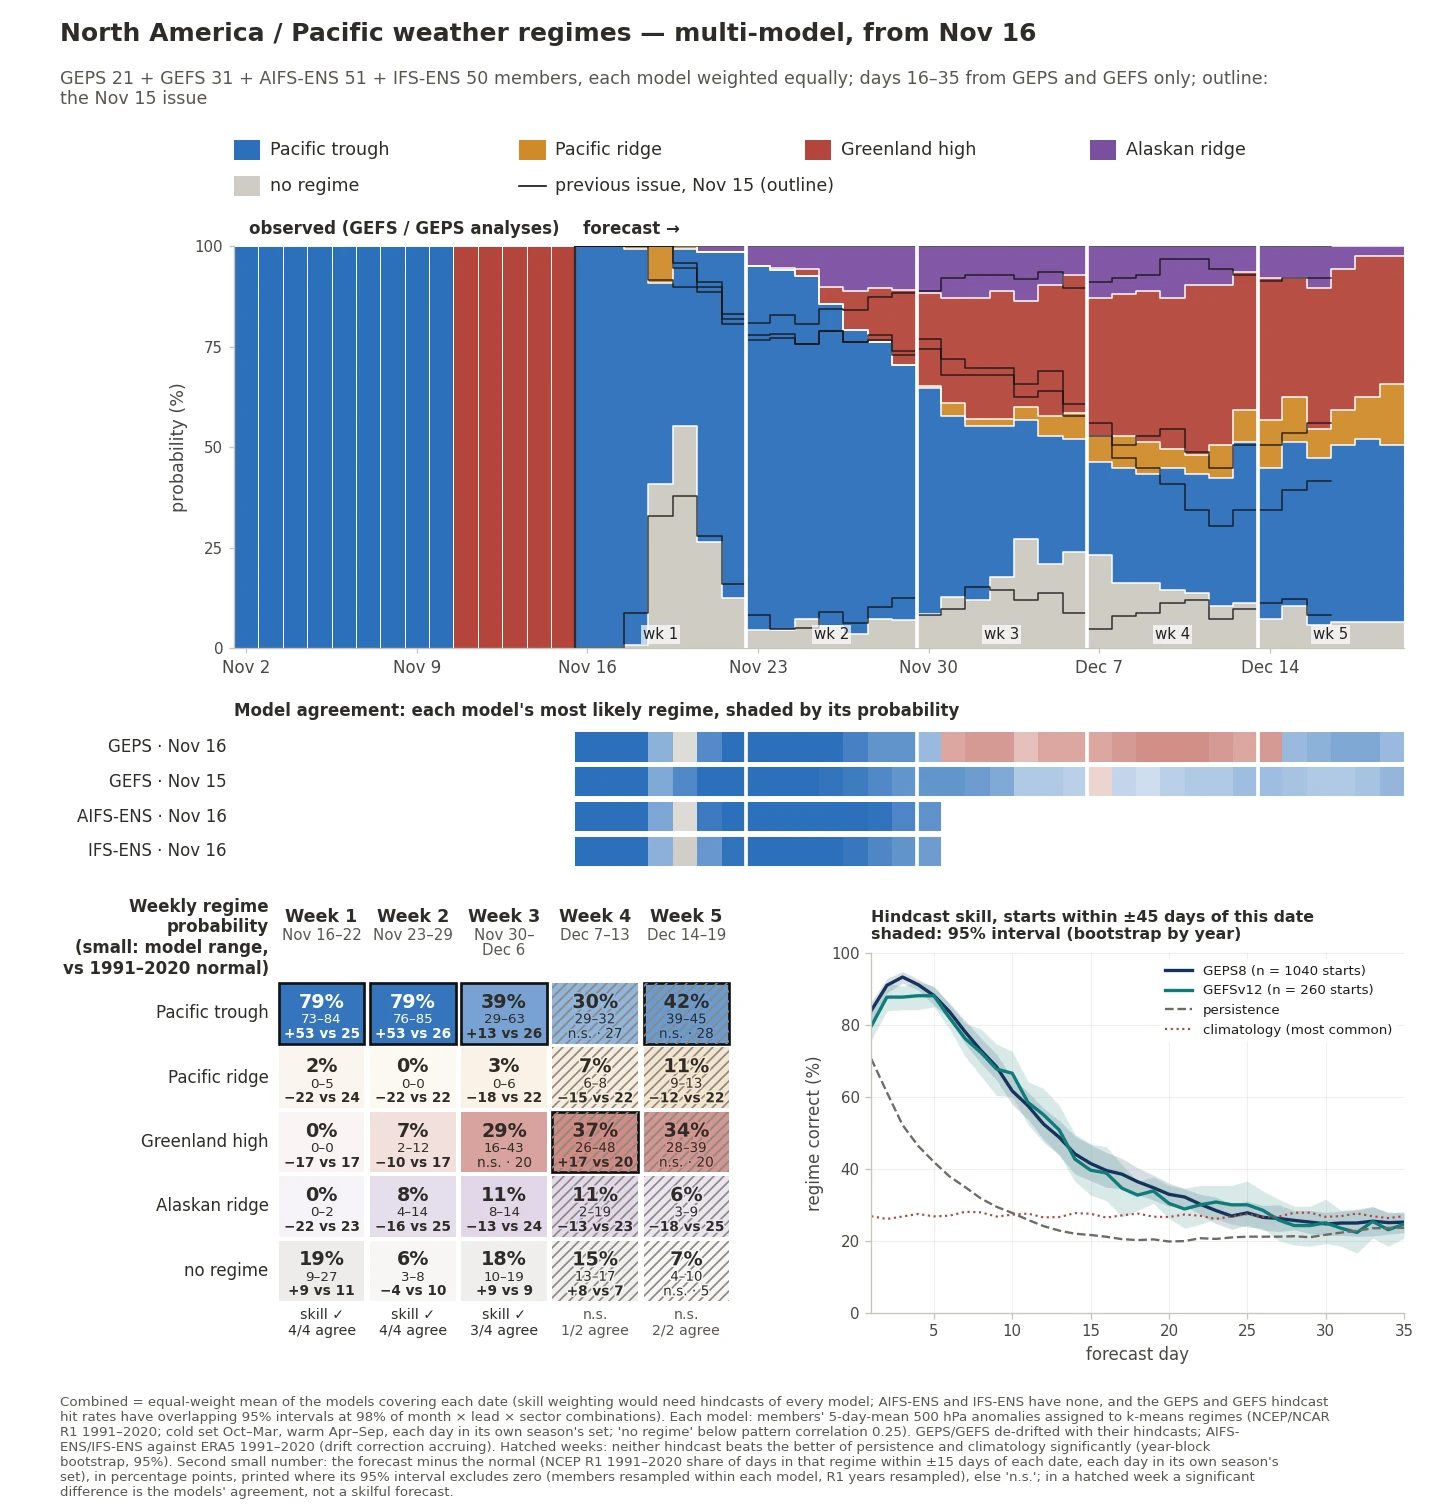 North America / Pacific weather regimes — multi-model, from Nov 16
GEPS 21 + GEFS 31 + AIFS-ENS 51 + IFS-ENS 50 members, each model weighted equally; days 16–35 from GEPS and GEFS only; outline:
the Nov 15 issue
Pacific trough
Pacific ridge
Greenland high
Alaskan ridge
no regime
previous issue, Nov 15 (outline)
observed (GEFS / GEPS analyses)
forecast →
100
75
50
25
0
probability (%)
wk 1
wk 2
wk 3
wk 4
wk 5
Nov 2
Nov 9
Nov 16
Nov 23
Nov 30
Dec 7
Dec 14
Model agreement: each model's most likely regime, shaded by its probability
GEPS · Nov 16
GEFS · Nov 15
AIFS-ENS · Nov 16
IFS-ENS · Nov 16
Weekly regime
probability
(small: model range,
vs 1991–2020 normal)
Week 1
Nov 16–22
Week 2
Nov 23–29
Week 3
Nov 30–
Dec 6
Week 4
Dec 7–13
Week 5
Dec 14–19
Pacific trough
79%
73–84
+53 vs 25
79%
76–85
+53 vs 26
39%
29–63
+13 vs 26
30%
29–32
n.s. · 27
42%
39–45
n.s. · 28
Pacific ridge
2%
0–5
−22 vs 24
0%
0–0
−22 vs 22
3%
0–6
−18 vs 22
7%
6–8
−15 vs 22
11%
9–13
−12 vs 22
Greenland high
0%
0–0
−17 vs 17
7%
2–12
−10 vs 17
29%
16–43
n.s. · 20
37%
26–48
+17 vs 20
34%
28–39
n.s. · 20
Alaskan ridge
0%
0–2
−22 vs 23
8%
4–14
−16 vs 25
11%
8–14
−13 vs 24
11%
2–19
−13 vs 23
6%
3–9
−18 vs 25
no regime
19%
9–27
+9 vs 11
6%
3–8
−4 vs 10
18%
10–19
+9 vs 9
15%
13–17
+8 vs 7
7%
4–10
n.s. · 5
skill ✓
4/4 agree
skill ✓
4/4 agree
skill ✓
3/4 agree
n.s.
1/2 agree
n.s.
2/2 agree
Hindcast skill, starts within ±45 days of this date
shaded: 95% interval (bootstrap by year)
GEPS8 (n = 1040 starts)
GEFSv12 (n = 260 starts)
persistence
climatology (most common)
100
80
60
40
20
0
regime correct (%)
5
10
15
20
25
30
35
forecast day
Combined = equal-weight mean of the models covering each date (skill weighting would need hindcasts of every model; AIFS-ENS and IFS-ENS have none, and the GEPS and GEFS hindcast
hit rates have overlapping 95% intervals at 98% of month × lead × sector combinations). Each model: members' 5-day-mean 500 hPa anomalies assigned to k-means regimes (NCEP/NCAR
R1 1991–2020; cold set Oct–Mar, warm Apr–Sep, each day in its own season's set; 'no regime' below pattern correlation 0.25). GEPS/GEFS de-drifted with their hindcasts; AIFS-
ENS/IFS-ENS against ERA5 1991–2020 (drift correction accruing). Hatched weeks: neither hindcast beats the better of persistence and climatology significantly (year-block
bootstrap, 95%). Second small number: the forecast minus the normal (NCEP R1 1991–2020 share of days in that regime within ±15 days of each date, each day in its own season's
set), in percentage points, printed where its 95% interval excludes zero (members resampled within each model, R1 years resampled), else 'n.s.'; in a hatched week a significant
difference is the models' agreement, not a skilful forecast.